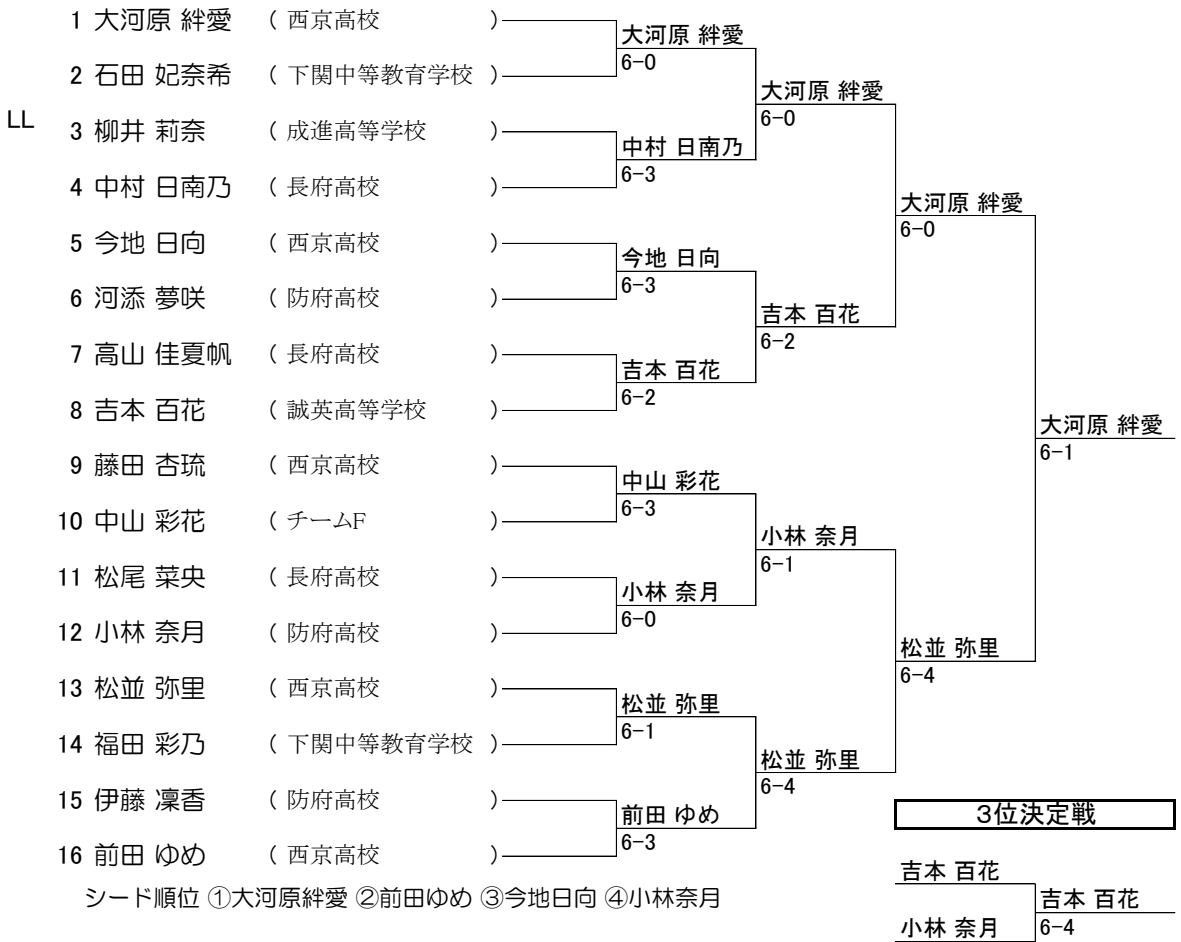 1 大河原 絆愛 ( 西京高校 )
2 石田 妃奈希 ( 下関中等教育学校 )
LL
3 柳井 莉奈 ( 成進高等学校 )
4 中村 日南乃 ( 長府高校 )
5 今地 日向 ( 西京高校 )
6 河添 夢咲 ( 防府高校 )
7 高山 佳夏帆 ( 長府高校 )
8 吉本 百花 ( 誠英高等学校 )
9 藤田 杏琉 ( 西京高校 )
10 中山 彩花 ( チームF )
11 松尾 菜央 ( 長府高校 )
12 小林 奈月 ( 防府高校 )
13 松並 弥里 ( 西京高校 )
14 福田 彩乃 ( 下関中等教育学校 )
15 伊藤 凜香 ( 防府高校 )
16 前田 ゆめ ( 西京高校 )
大河原 絆愛
6-0
中村 日南乃
6-3
今地 日向
6-3
吉本 百花
6-2
中山 彩花
6-3
小林 奈月
6-0
松並 弥里
6-1
前田 ゆめ
6-3
大河原 絆愛
6-0
吉本 百花
6-2
小林 奈月
6-1
松並 弥里
6-4
大河原 絆愛
6-0
松並 弥里
6-4
大河原 絆愛
6-1
3位決定戦
吉本 百花
小林 奈月
吉本 百花
6-4
シード順位 ①大河原絆愛 ②前田ゆめ ③今地日向 ④小林奈月